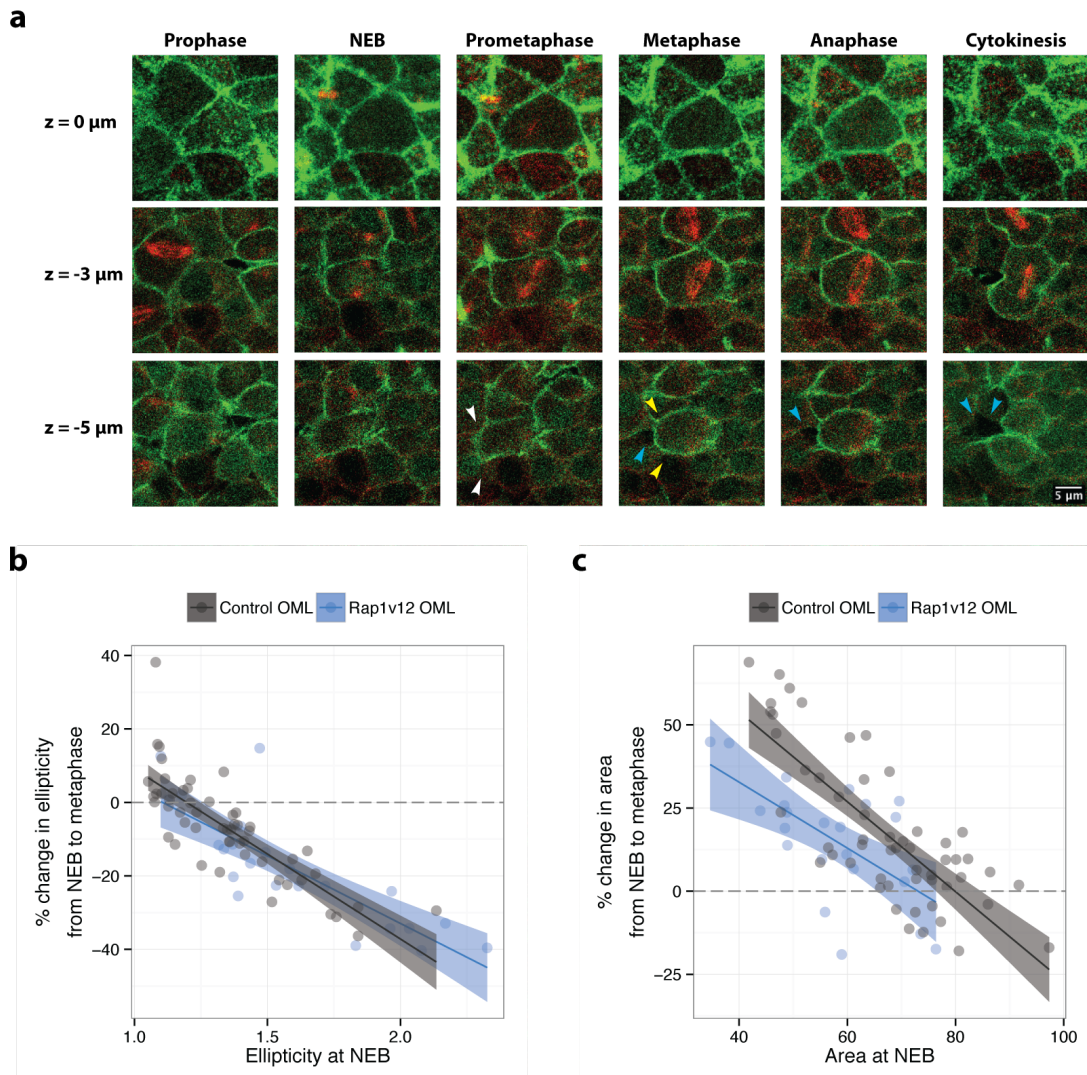 a
Prophase NEB Prometaphase Metaphase Anaphase Cytokinesis
z = 0 µm
z = -3 µm
z = -5 µm
5 µm
b
Control OML Rap1v12 OML
% change in ellipticity
from NEB to metaphase
40
20
0
−20
−40
1.0 1.5 2.0
Ellipticity at NEB
c
Control OML Rap1v12 OML
% change in area
from NEB to metaphase
50
25
0
−25
40 60 80 100
Area at NEB